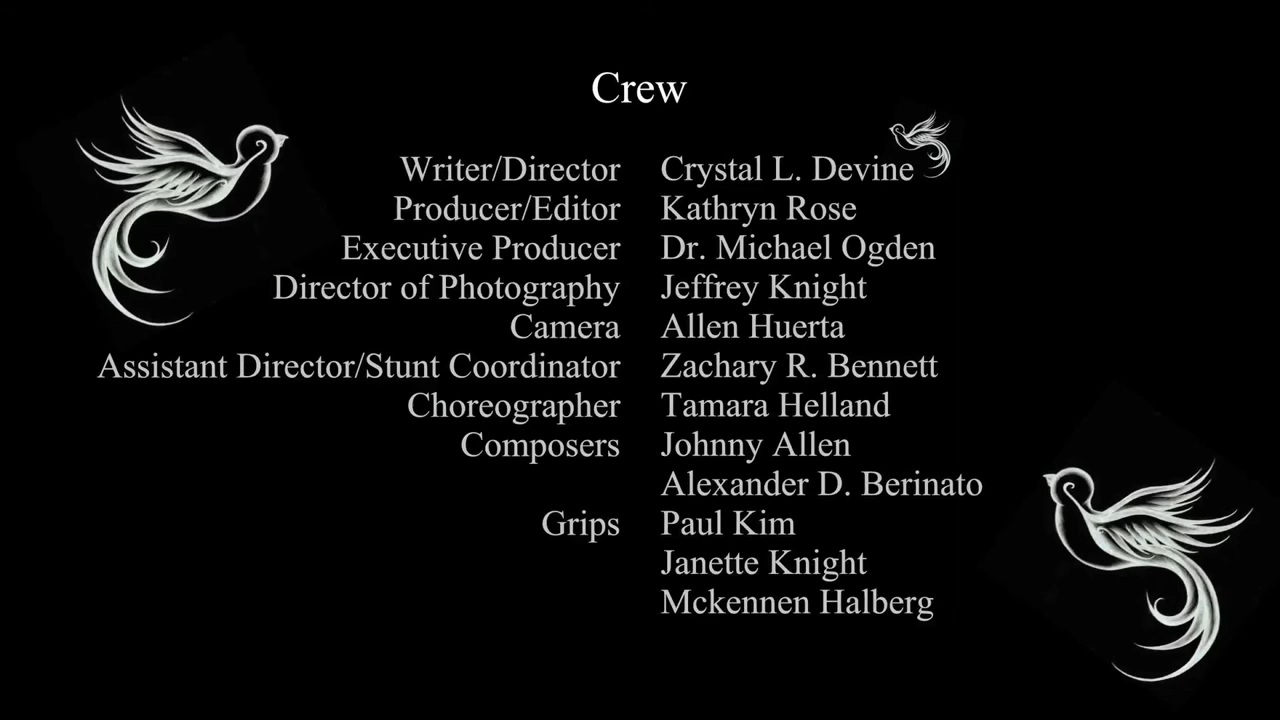 Crew
Writer/Director Crystal L. Devine
Producer/Editor Kathryn Rose
Executive Producer Dr. Michael Ogden
Director of Photography Jeffrey Knight
Camera Allen Huerta
Assistant Director/Stunt Coordinator Zachary R. Bennett
Choreographer Tamara Helland
Composers Johnny Allen
Alexander D. Berinato
Grips Paul Kim
Janette Knight
Mckennen Halberg